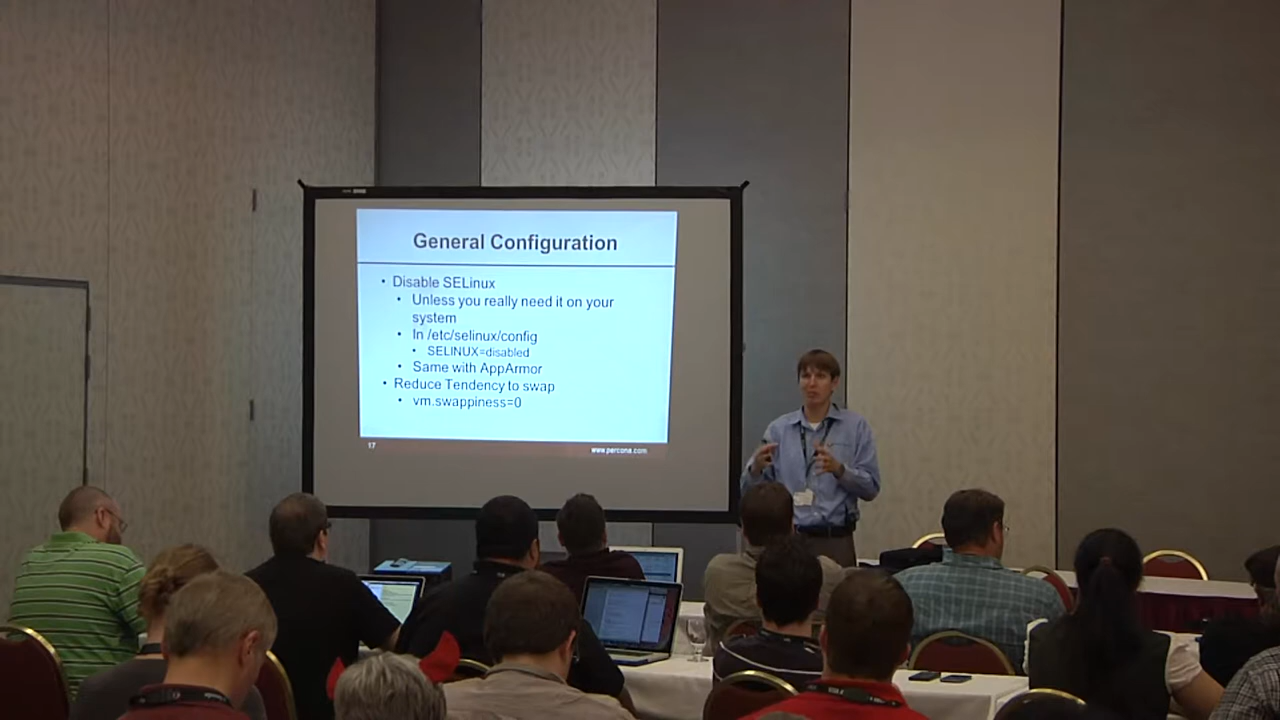 General Configuration
• Disable SELinux
• Unless you really need it on your
system
• In /etc/selinux/config
• SELINUX=disabled
• Same with AppArmor
• Reduce Tendency to swap
• vm.swappiness=0
17
www.percona.com